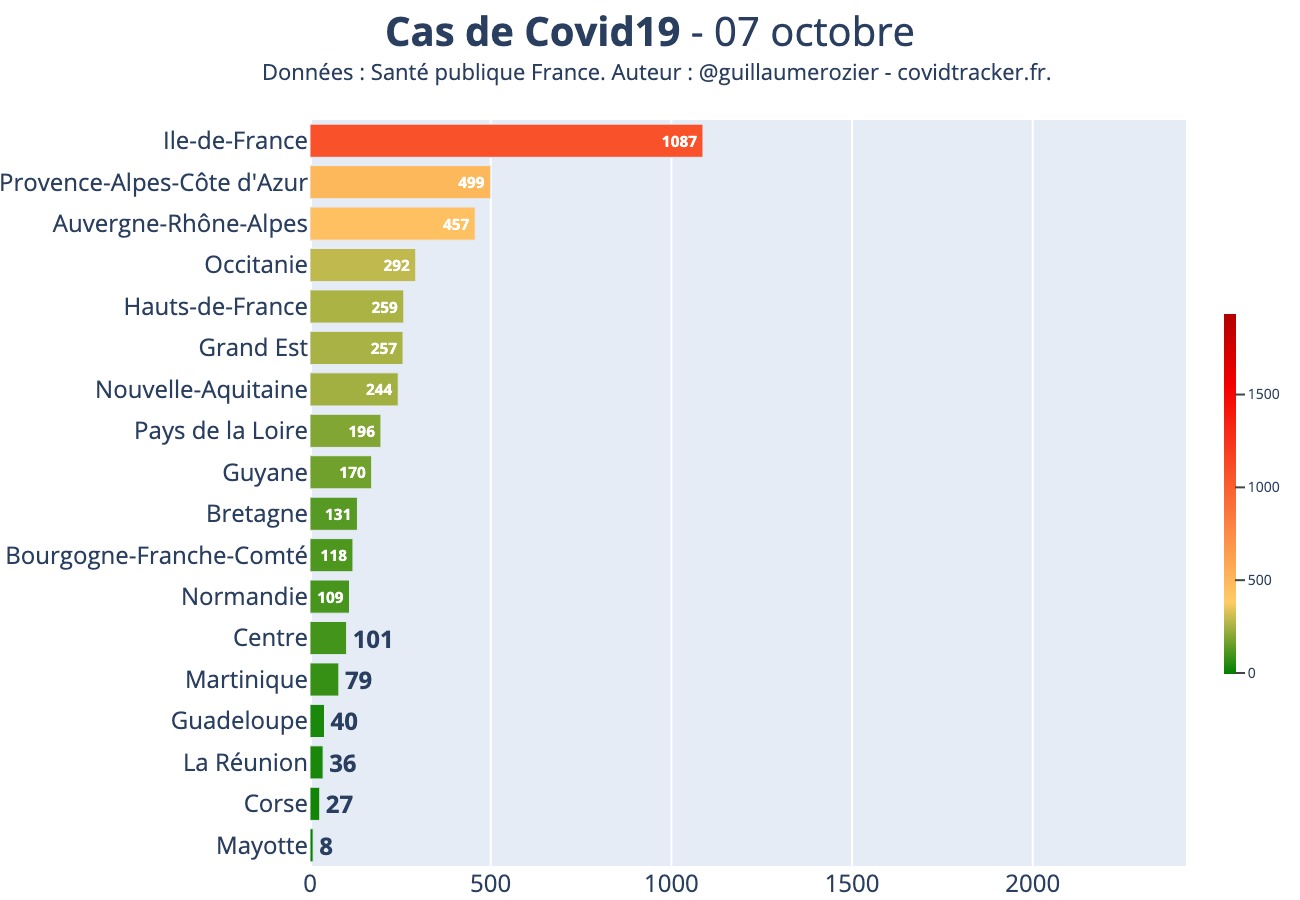 Cas de Covid19 - 07 octobre
Données : Santé publique France. Auteur : @guillaumerozier - covidtracker.fr.
Ile-de-France 1087
Provence-Alpes-Côte d'Azur 499
Auvergne-Rhône-Alpes 457
Occitanie 292
Hauts-de-France 259
Grand Est 257
Nouvelle-Aquitaine 244
Pays de la Loire 196
Guyane 170
Bretagne 131
Bourgogne-Franche-Comté 118
Normandie 109
Centre 101
Martinique 79
Guadeloupe 40
La Réunion 36
Corse 27
Mayotte 8
0 500 1000 1500 2000
1500
1000
500
0